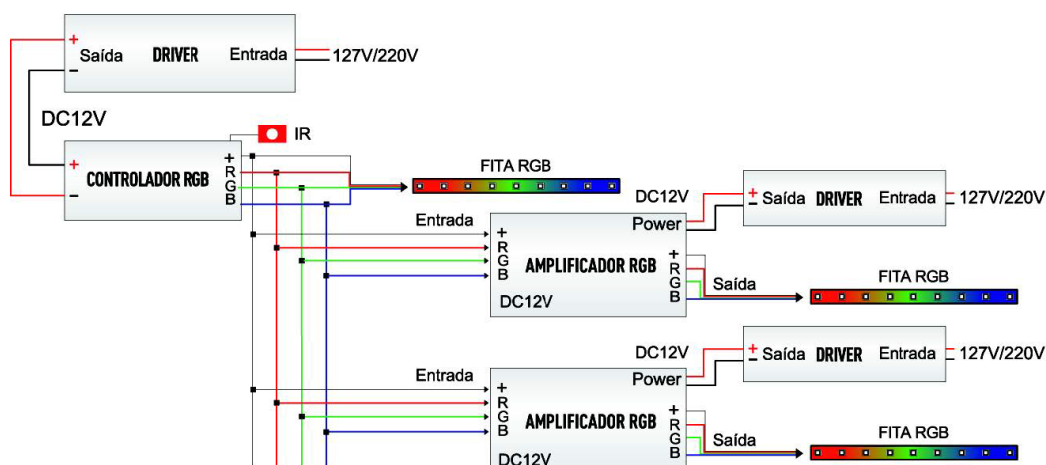 +
Saída DRIVER Entrada 127V/220V
−
DC12V
IR
+
CONTROLADOR RGB
−
+
R
G
B
FITA RGB
DC12V
+
Saída DRIVER Entrada 127V/220V
−
Entrada
Power
+
R
G
B
AMPLIFICADOR RGB
DC12V
+
R
G
B
Saída
FITA RGB
DC12V
+
Saída DRIVER Entrada 127V/220V
−
Entrada
Power
+
R
G
B
AMPLIFICADOR RGB
DC12V
+
R
G
B
Saída
FITA RGB